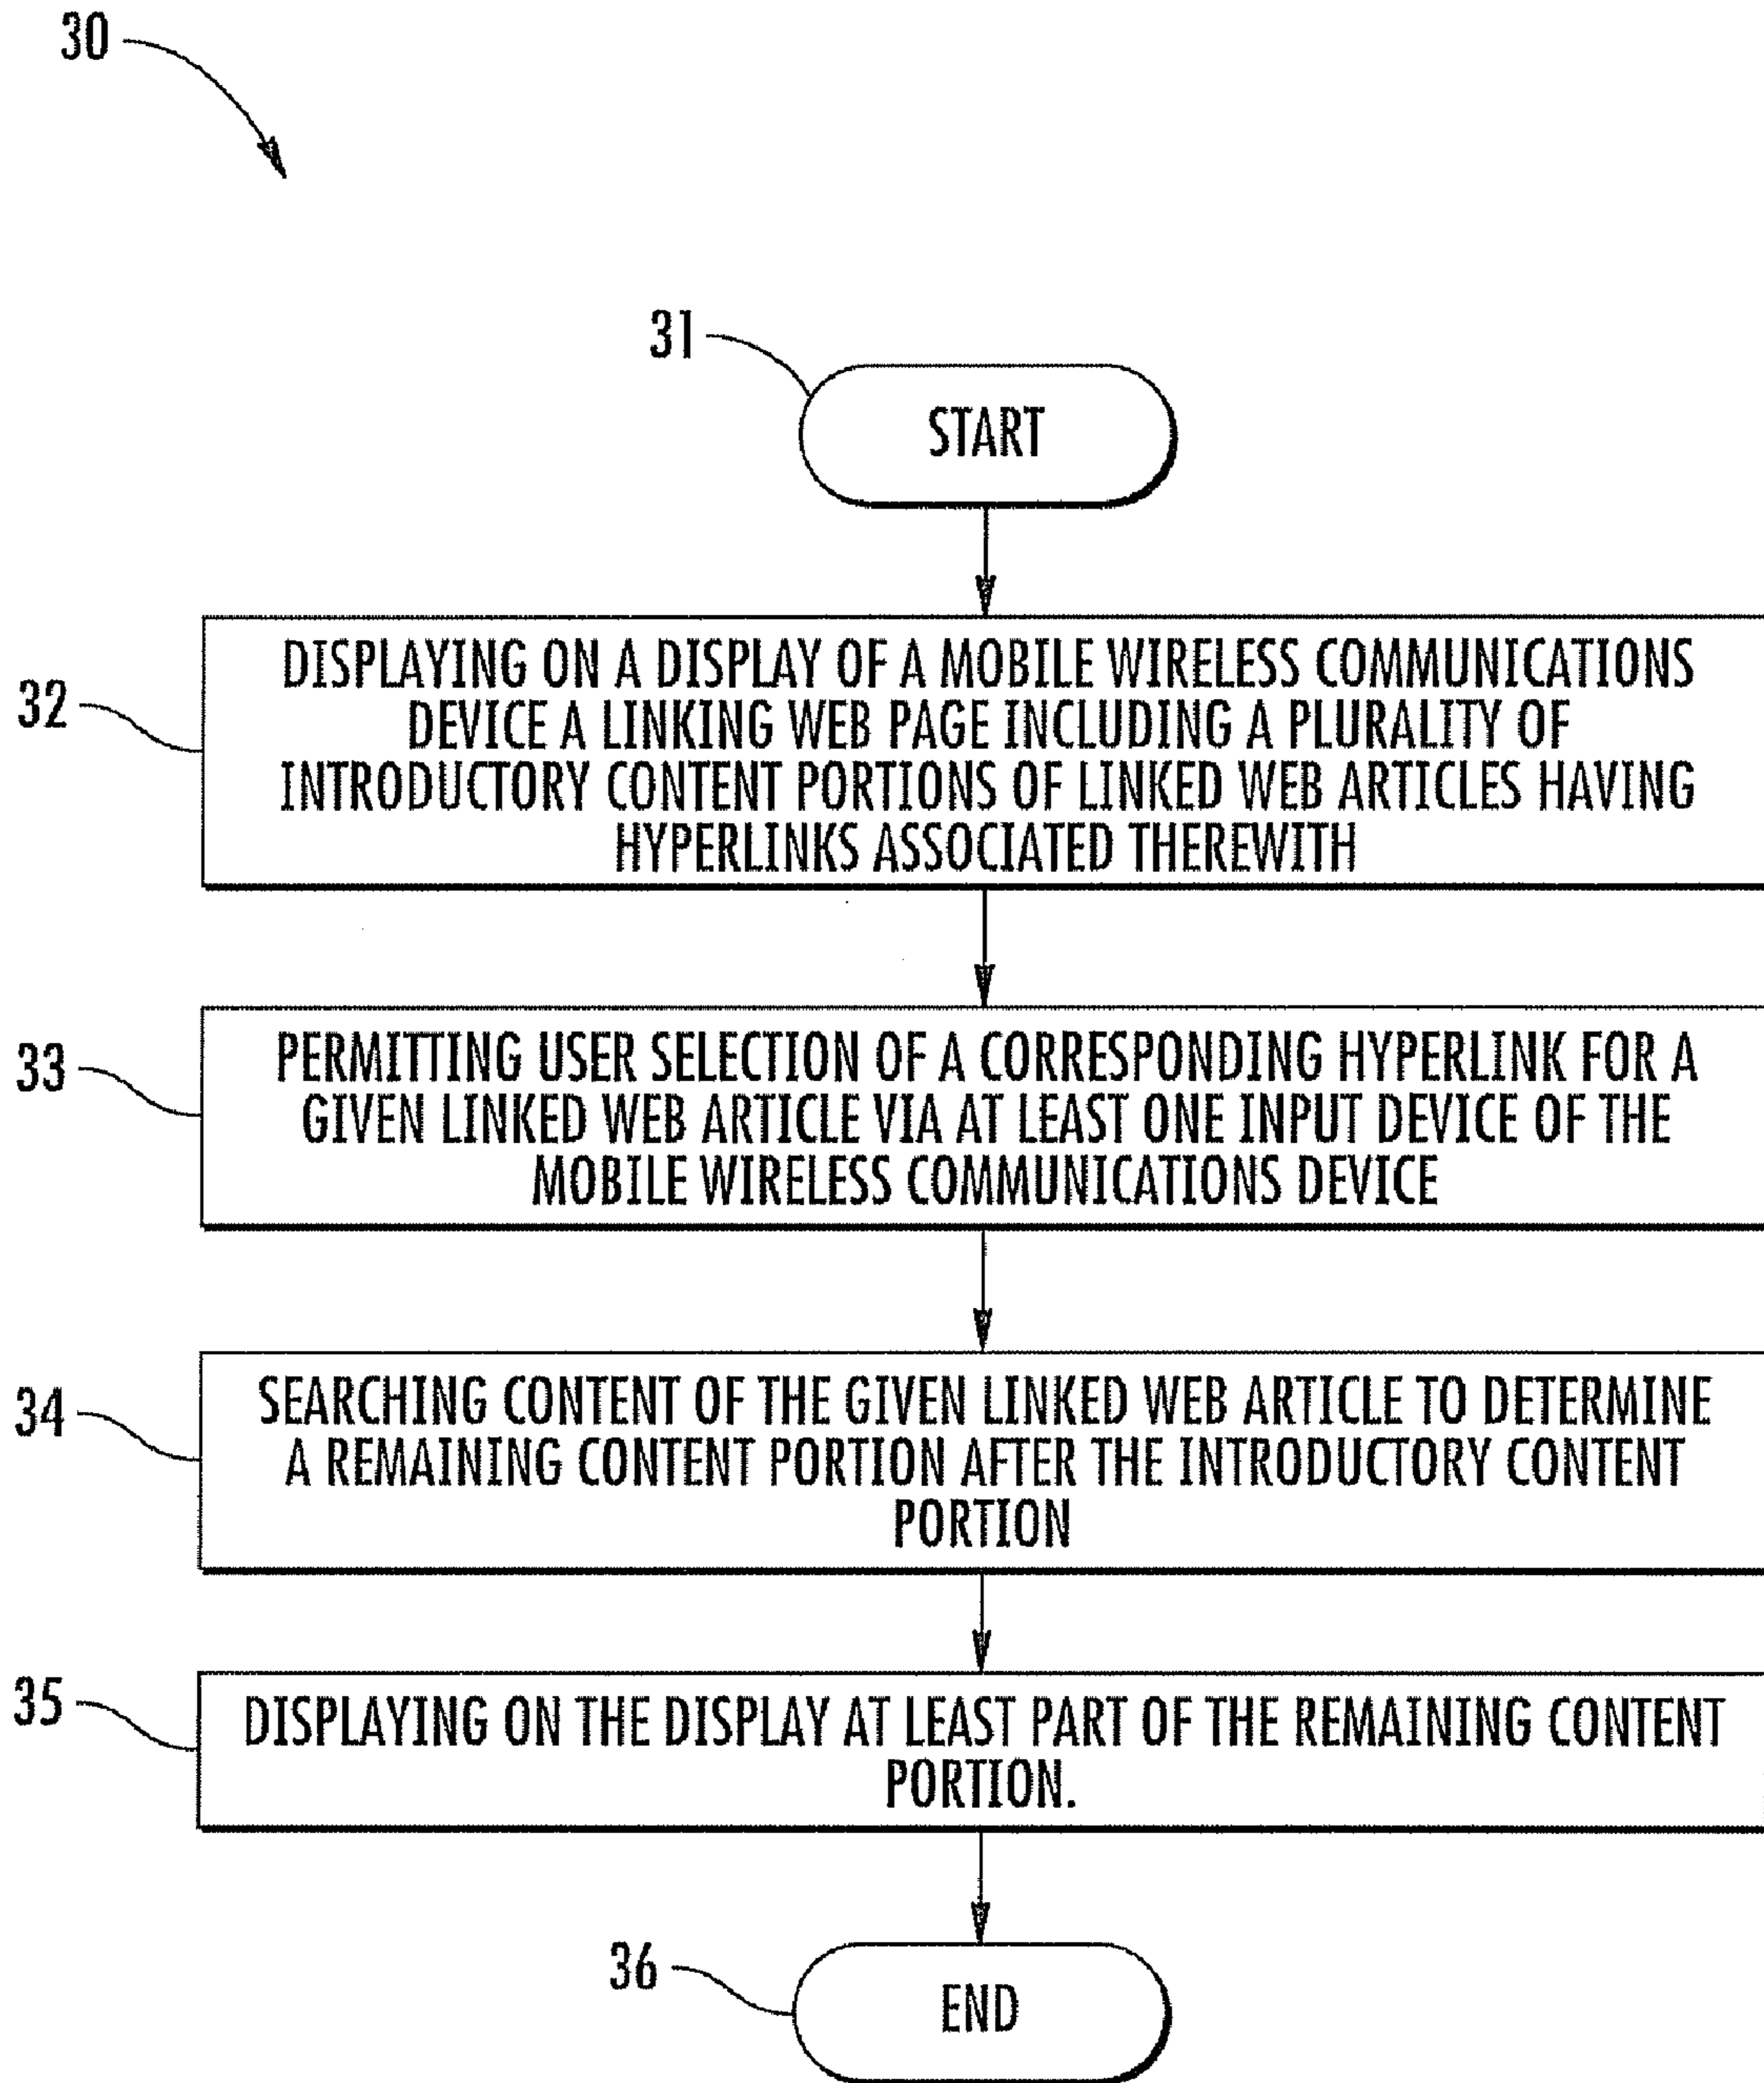 30
31
START
32
DISPLAYING ON A DISPLAY OF A MOBILE WIRELESS COMMUNICATIONS
DEVICE A LINKING WEB PAGE INCLUDING A PLURALITY OF
INTRODUCTORY CONTENT PORTIONS OF LINKED WEB ARTICLES HAVING
HYPERLINKS ASSOCIATED THEREWITH
33
PERMITTING USER SELECTION OF A CORRESPONDING HYPERLINK FOR A
GIVEN LINKED WEB ARTICLE VIA AT LEAST ONE INPUT DEVICE OF THE
MOBILE WIRELESS COMMUNICATIONS DEVICE
34
SEARCHING CONTENT OF THE GIVEN LINKED WEB ARTICLE TO DETERMINE
A REMAINING CONTENT PORTION AFTER THE INTRODUCTORY CONTENT
PORTION
35
DISPLAYING ON THE DISPLAY AT LEAST PART OF THE REMAINING CONTENT
PORTION.
36
END